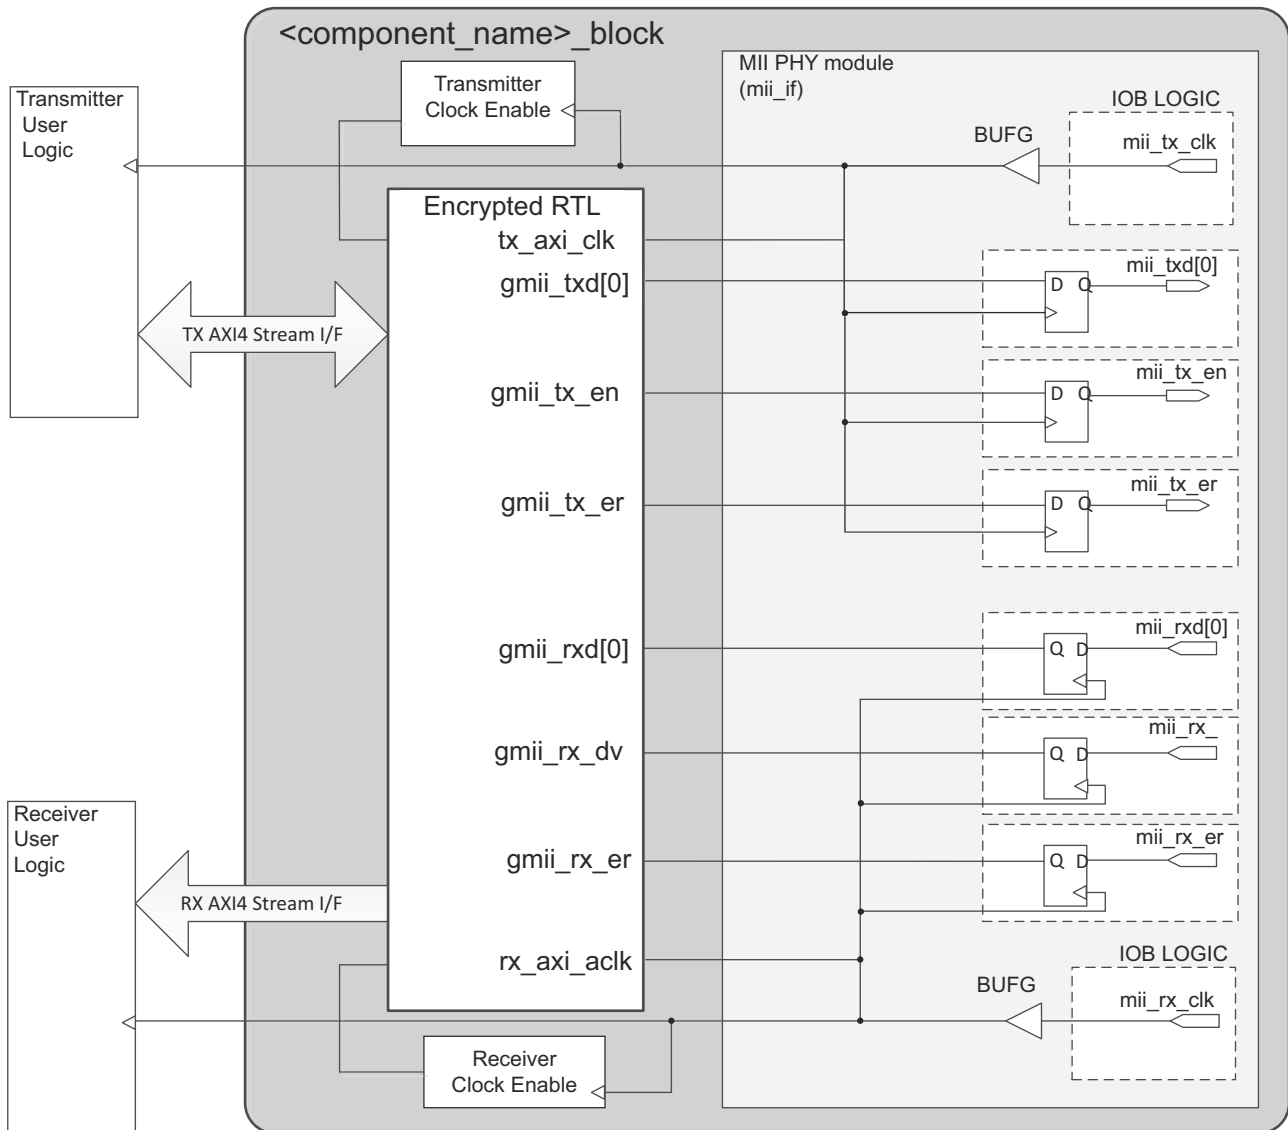 <component_name>_block
Transmitter
User
Logic
Transmitter
Clock Enable
MII PHY module
(mii_if)
IOB LOGIC
BUFG
mii_tx_clk
Encrypted RTL
tx_axi_clk
gmii_txd[0]
D Q
mii_txd[0]
TX AXI4 Stream I/F
gmii_tx_en
D Q
mii_tx_en
gmii_tx_er
D Q
mii_tx_er
gmii_rxd[0]
Q D
mii_rxd[0]
gmii_rx_dv
Q D
mii_rx_
Receiver
User
Logic
gmii_rx_er
Q D
mii_rx_er
RX AXI4 Stream I/F
rx_axi_aclk
IOB LOGIC
BUFG
mii_rx_clk
Receiver
Clock Enable